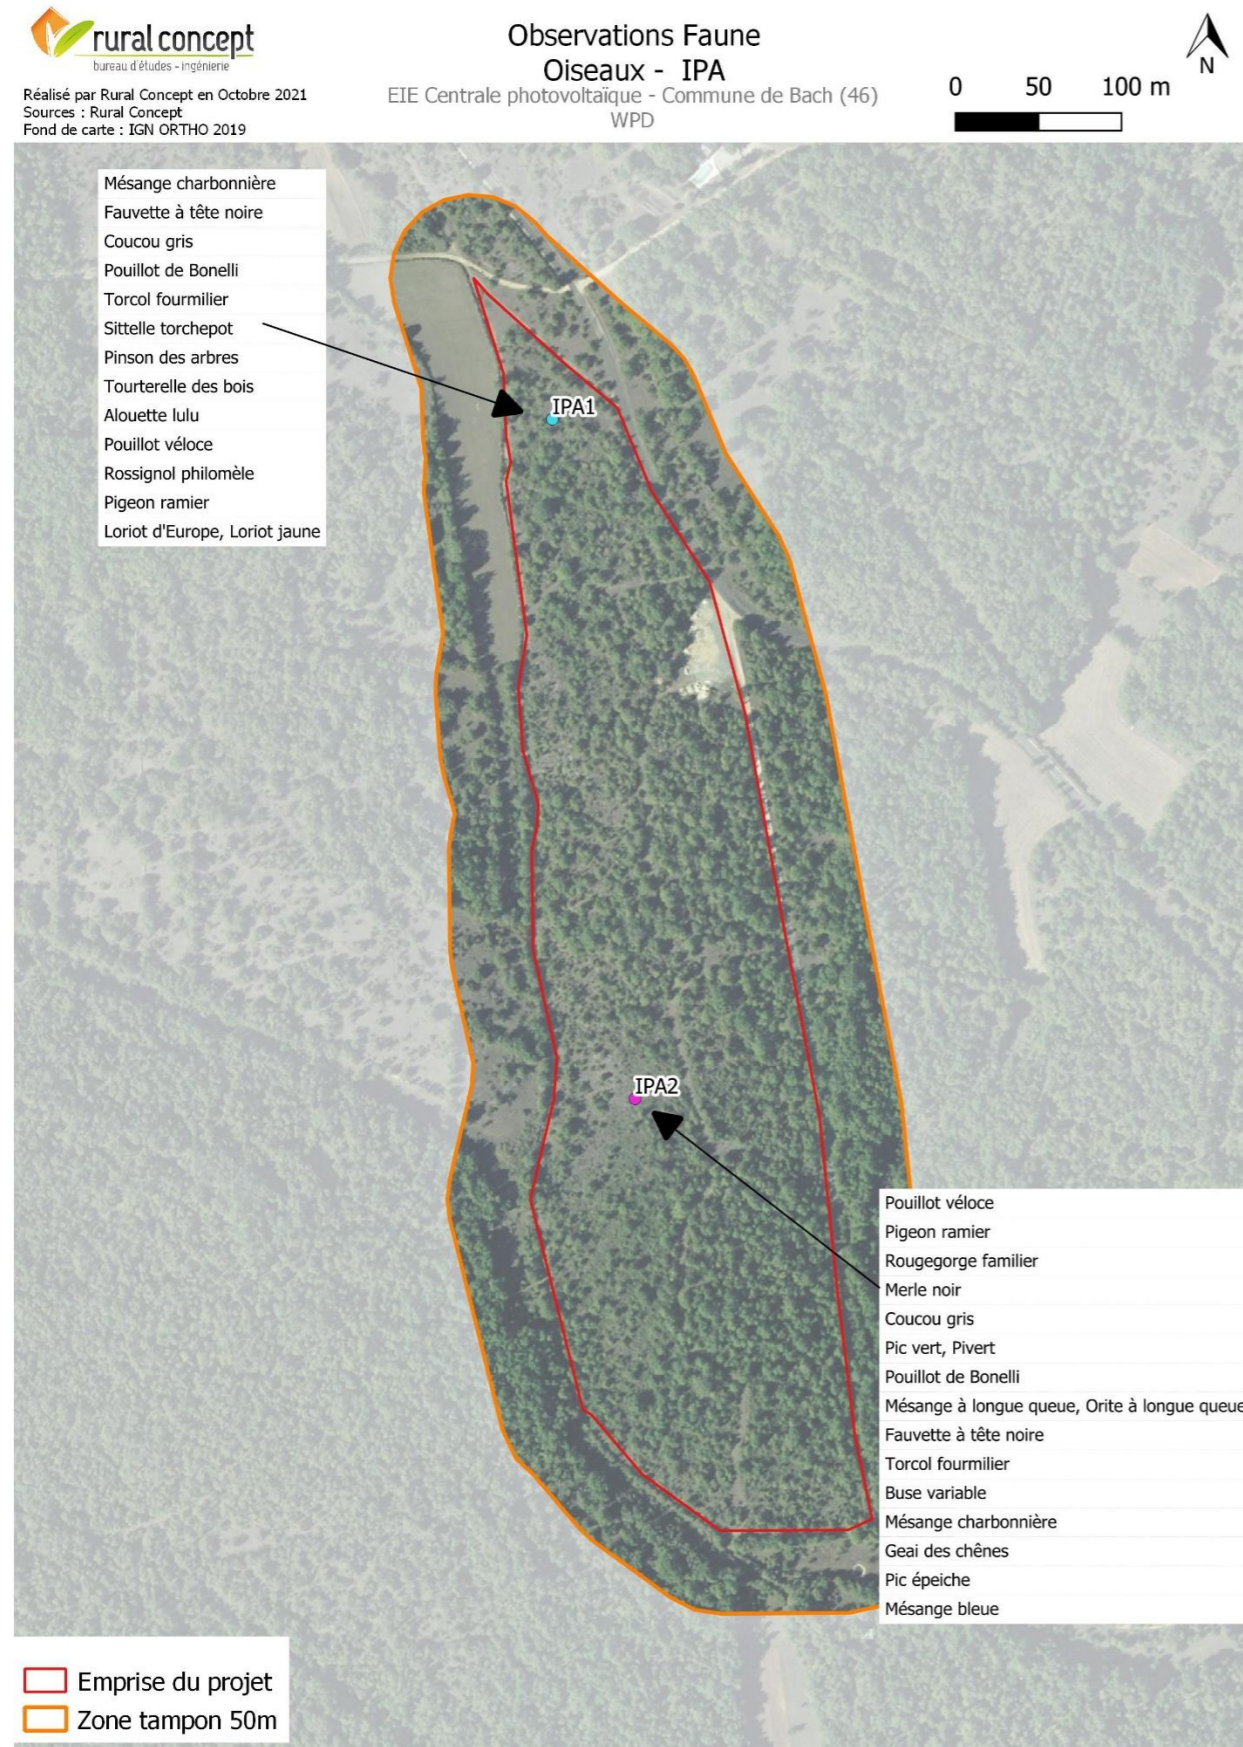 rural concept
bureau d'études - ingénierie
Réalisé par Rural Concept en Octobre 2021
Sources : Rural Concept
Fond de carte : IGN ORTHO 2019
Observations Faune
Oiseaux - IPA
EIE Centrale photovoltaïque - Commune de Bach (46)
WPD
0 50 100 m
N
Mésange charbonnière
Fauvette à tête noire
Coucou gris
Pouillot de Bonelli
Torcol fourmilier
Sittelle torchepot
Pinson des arbres
Tourterelle des bois
Alouette lulu
Pouillot véloce
Rossignol philomèle
Pigeon ramier
Loriot d'Europe, Loriot jaune
IPA1
IPA2
Pouillot véloce
Pigeon ramier
Rougegorge familier
Merle noir
Coucou gris
Pic vert, Pivert
Pouillot de Bonelli
Mésange à longue queue, Orite à longue queue
Fauvette à tête noire
Torcol fourmilier
Buse variable
Mésange charbonnière
Geai des chênes
Pic épeiche
Mésange bleue
Emprise du projet
Zone tampon 50m